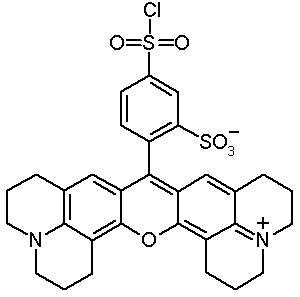 Cl
O=S=O
SO₃⁻
N O N⁺